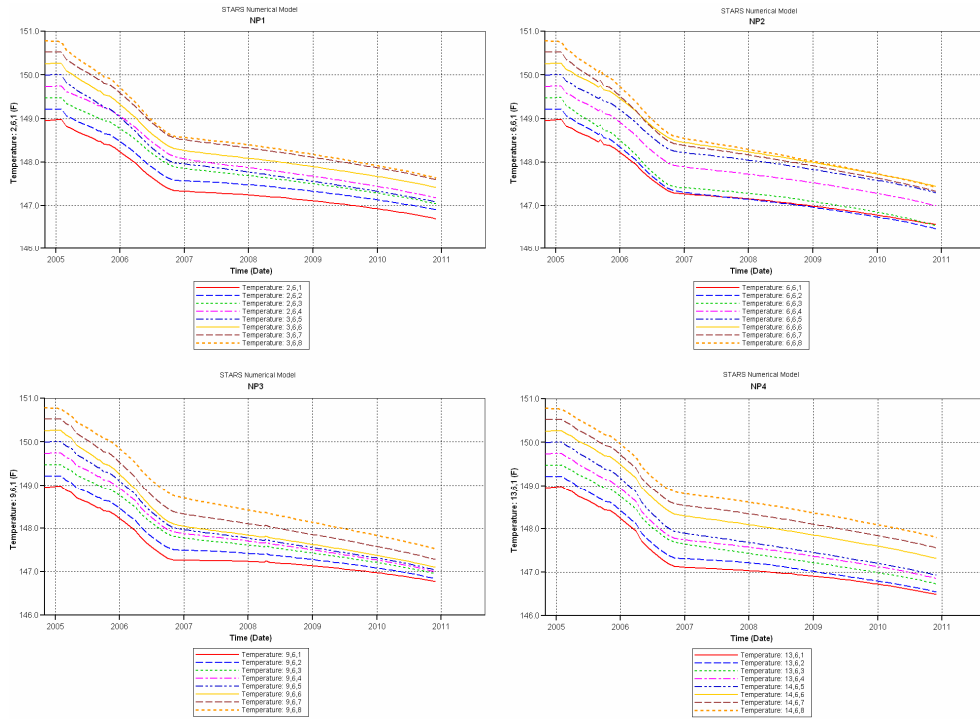 STARS Numerical Model
NP1
151.0
150.0
149.0
148.0
147.0
146.0
Temperature: 2,6,1 (F)
2005 2006 2007 2008 2009 2010 2011
Time (Date)
Temperature: 2,6,1
Temperature: 2,6,2
Temperature: 2,6,3
Temperature: 2,6,4
Temperature: 3,6,5
Temperature: 3,6,6
Temperature: 3,6,7
Temperature: 3,6,8
STARS Numerical Model
NP2
151.0
150.0
149.0
148.0
147.0
146.0
Temperature: 6,6,1 (F)
2005 2006 2007 2008 2009 2010 2011
Time (Date)
Temperature: 6,6,1
Temperature: 6,6,2
Temperature: 6,6,3
Temperature: 6,6,4
Temperature: 6,6,5
Temperature: 6,6,6
Temperature: 6,6,7
Temperature: 6,6,8
STARS Numerical Model
NP3
151.0
150.0
149.0
148.0
147.0
146.0
Temperature: 9,6,1 (F)
2005 2006 2007 2008 2009 2010 2011
Time (Date)
Temperature: 9,6,1
Temperature: 9,6,2
Temperature: 9,6,3
Temperature: 9,6,4
Temperature: 9,6,5
Temperature: 9,6,6
Temperature: 9,6,7
Temperature: 9,6,8
STARS Numerical Model
NP4
151.0
150.0
149.0
148.0
147.0
146.0
Temperature: 13,6,1 (F)
2005 2006 2007 2008 2009 2010 2011
Time (Date)
Temperature: 13,6,1
Temperature: 13,6,2
Temperature: 13,6,3
Temperature: 13,6,4
Temperature: 14,6,5
Temperature: 14,6,6
Temperature: 14,6,7
Temperature: 14,6,8